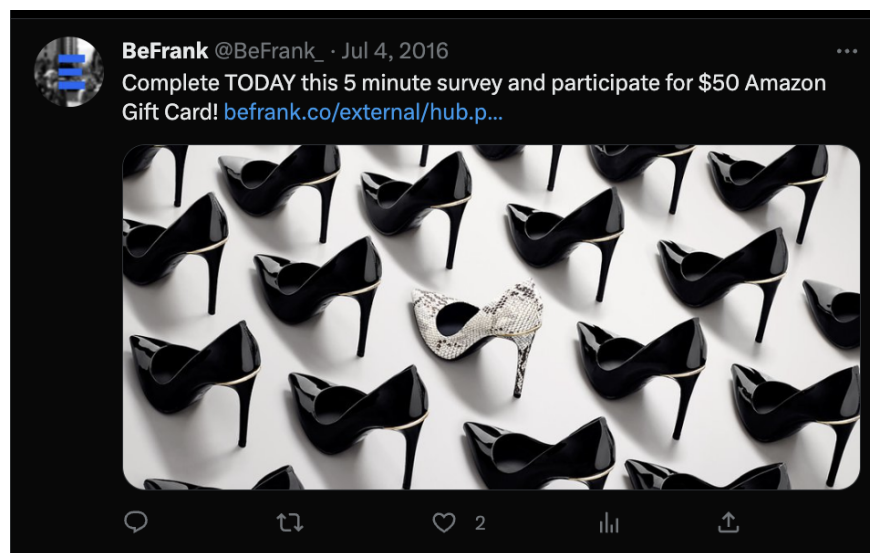 BeFrank @BeFrank_ · Jul 4, 2016
Complete TODAY this 5 minute survey and participate for $50 Amazon
Gift Card! befrank.co/external/hub.p...
2